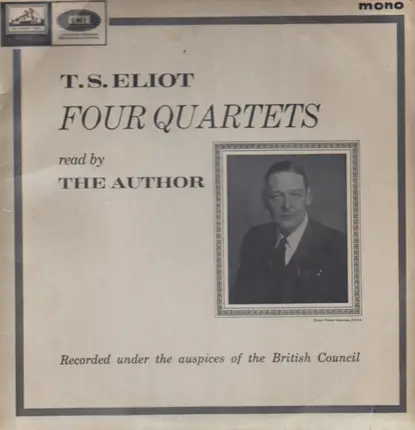 mono
T.S.ELIOT
FOUR QUARTETS
read by
THE AUTHOR
Recorded under the auspices of the British Council